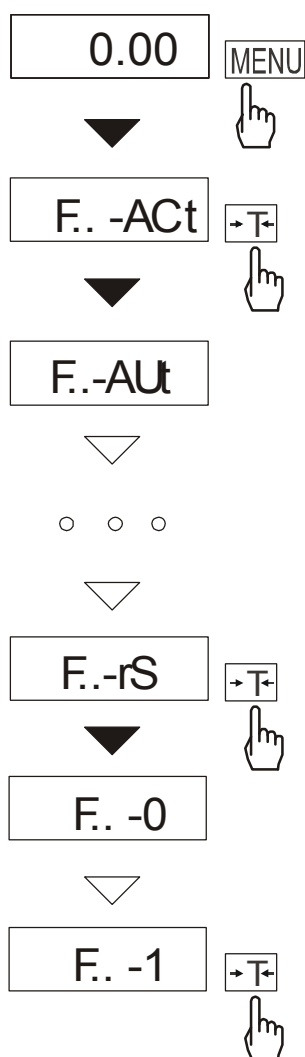 0.00 MENU
F.. -ACt →T←
F..-AUt
F..-rS →T←
F.. -0
F.. -1 →T←